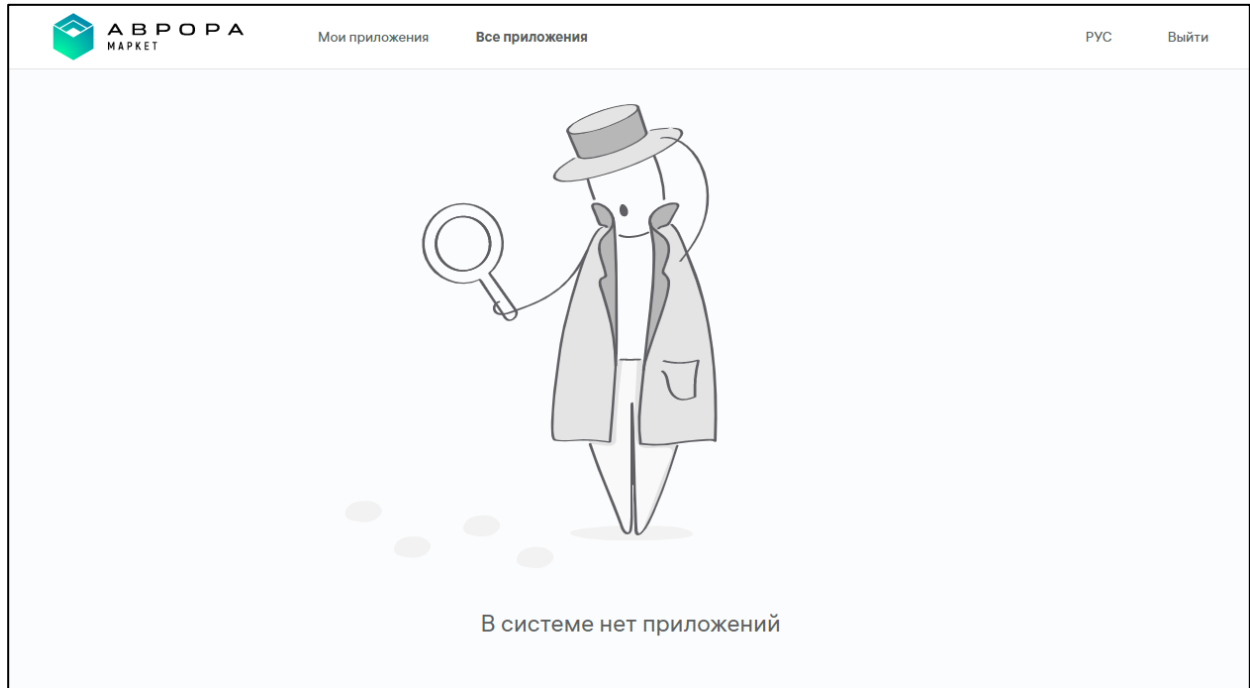 АВРОРА
МАРКЕТ
Мои приложения
Все приложения
РУС
Выйти
В системе нет приложений